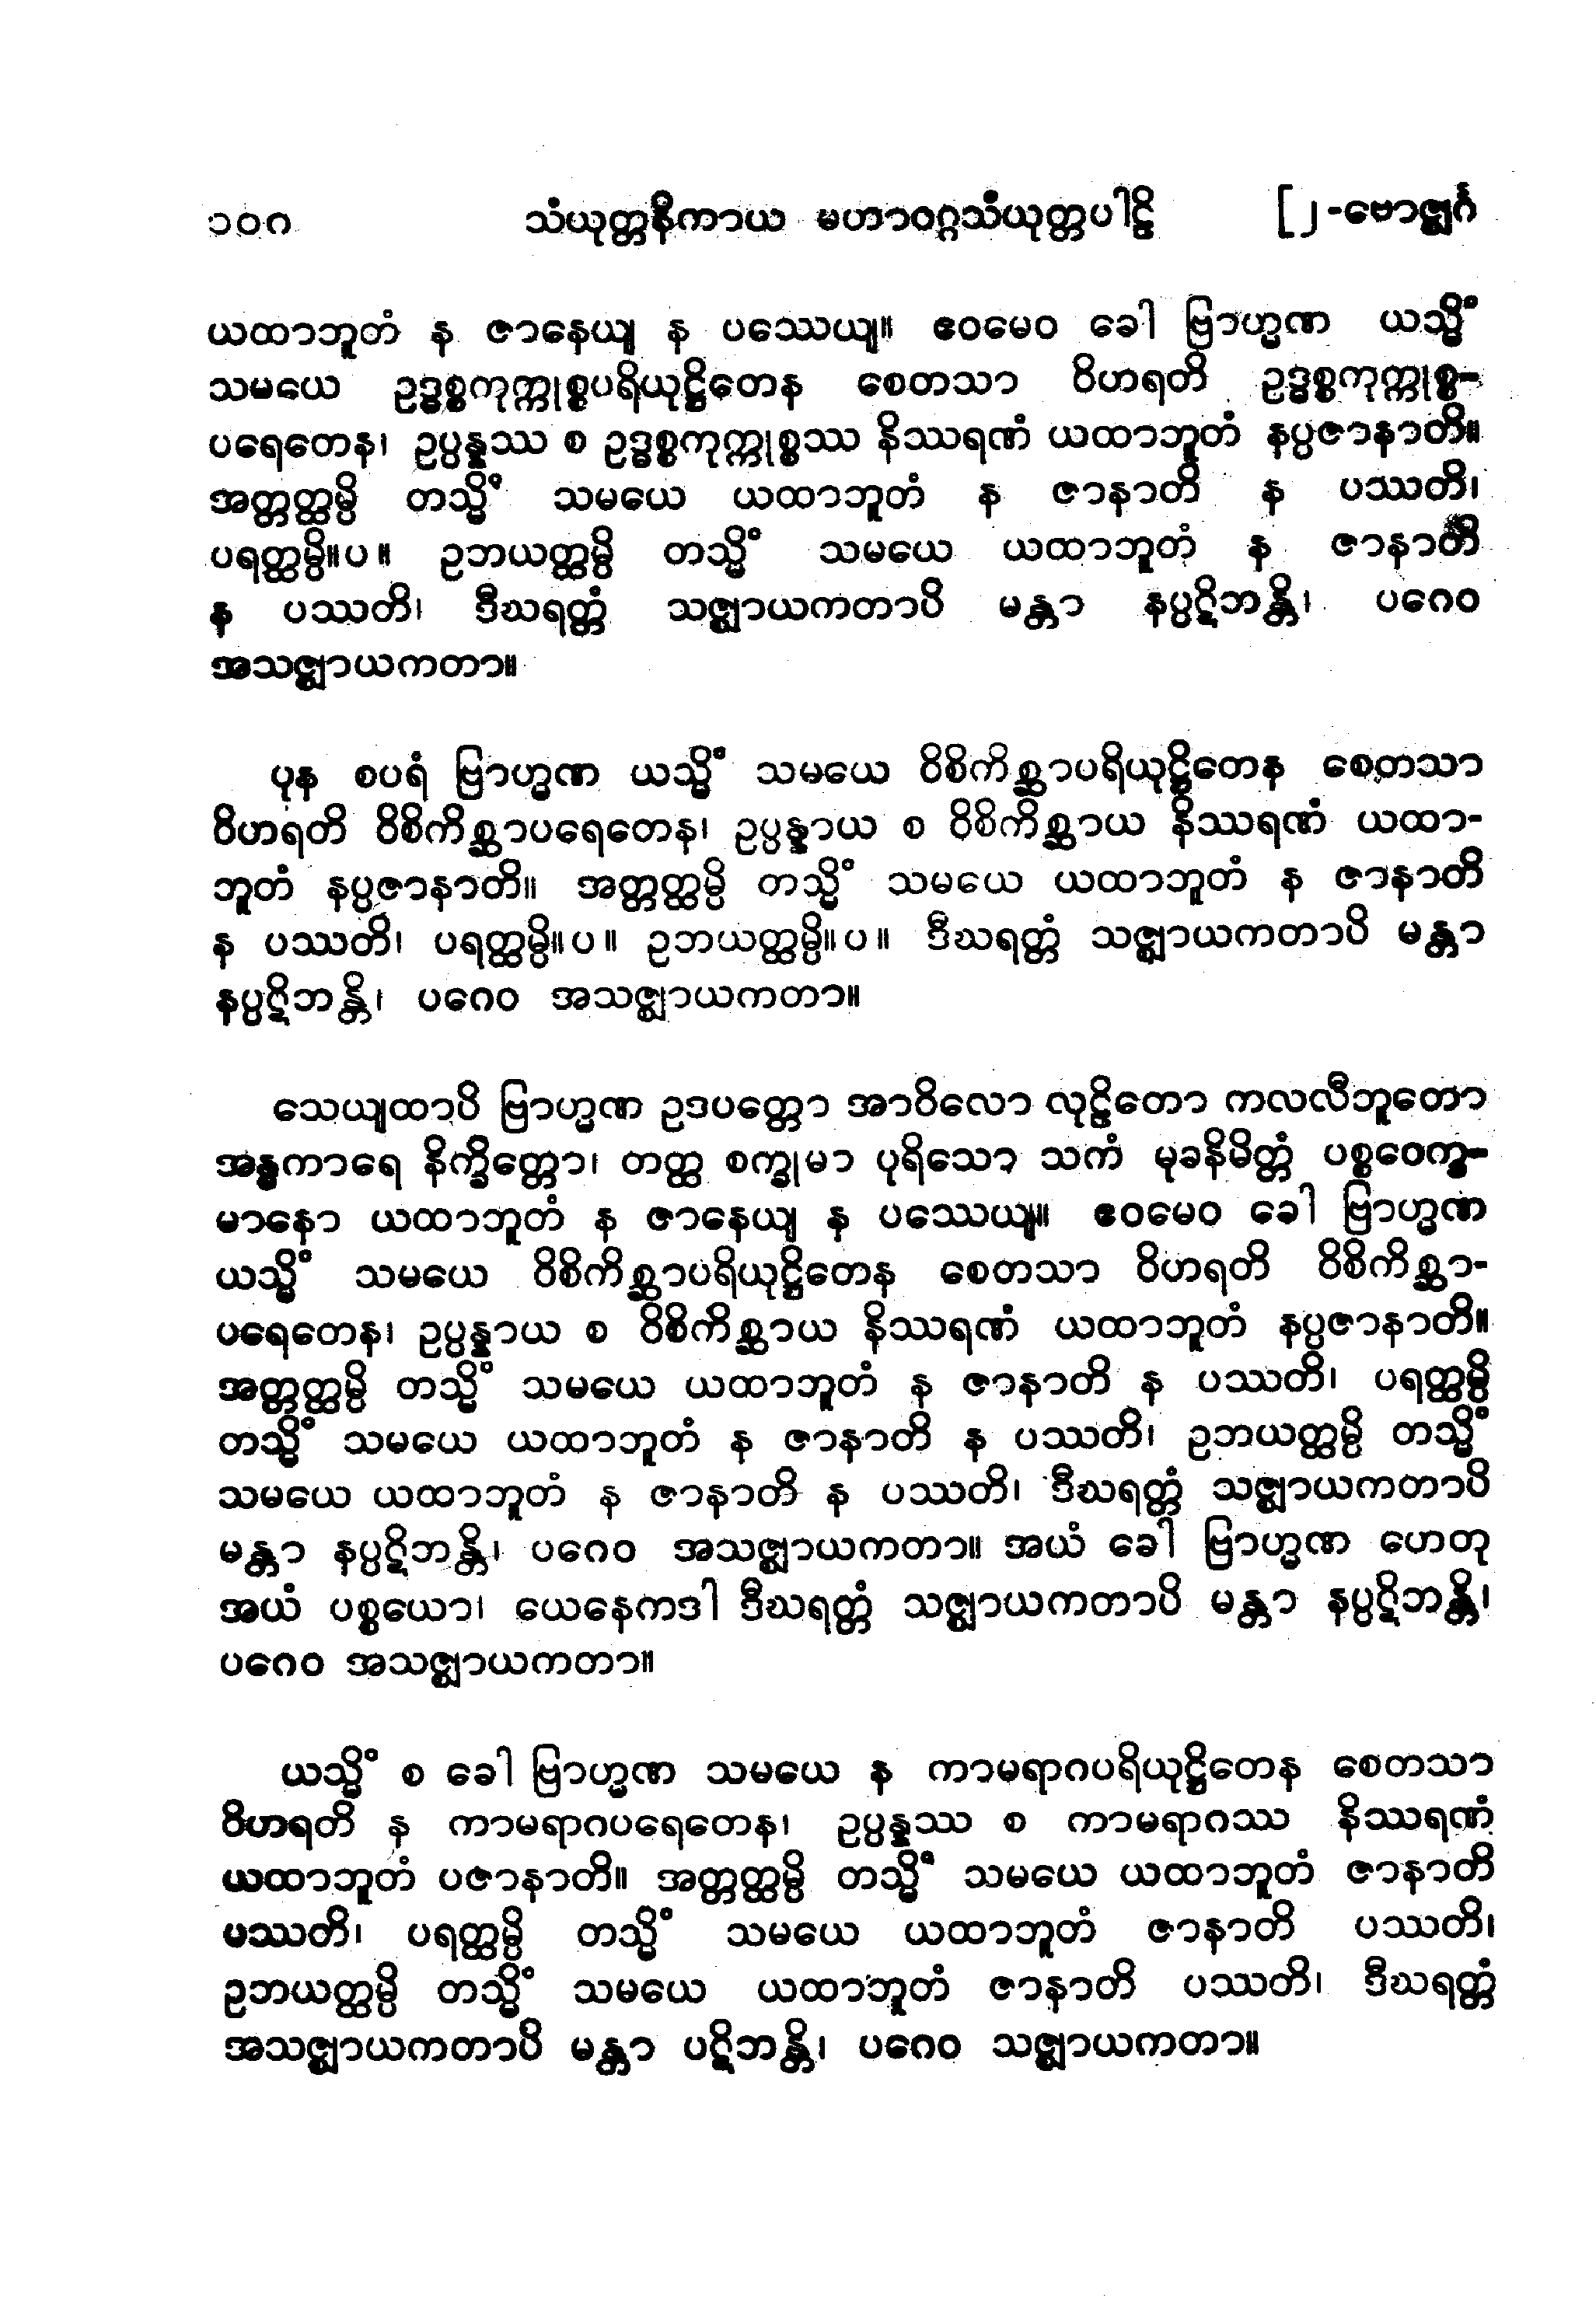 ၁၀၈ သံယုတ္တနိကာယ မဟာဝဂ္ဂသံယုတ္တပါဠိ [၂-ဗောဇ္ဈင်္ဂ
ယထာဘူတံ န ဇာနေယျ န ပဿေယျ။ ဧဝမေဝ ခေါ ဗြာဟ္မဏ ယသ္မိံ
သမယေ ဥဒ္ဓစ္စကုက္ကုစ္စပရိယုဋ္ဌိတေန စေတသာ ဝိဟရတိ ဥဒ္ဓစ္စကုက္ကုစ္စ-
ပရေတေန၊ ဥပ္ပန္နဿ စ ဥဒ္ဓစ္စကုက္ကုစ္စဿ နိဿရဏံ ယထာဘူတံ နပ္ပဇာနာတိ။
အတ္တတ္ထမ္ပိ တသ္မိံ သမယေ ယထာဘူတံ န ဇာနာတိ န ပဿတိ၊
ပရတ္ထမ္ပိ။ပ။ ဥဘယတ္ထမ္ပိ တသ္မိံ သမယေ ယထာဘူတံ န ဇာနာတိ
န ပဿတိ၊ ဒီဃရတ္တံ သဇ္ဈာယကတာပိ မန္တာ နပ္ပဋိဘန္တိ၊ ပဂေဝ
အသဇ္ဈာယကတာ။
ပုန စပရံ ဗြာဟ္မဏ ယသ္မိံ သမယေ ဝိစိကိစ္ဆာပရိယုဋ္ဌိတေန စေတသာ
ဝိဟရတိ ဝိစိကိစ္ဆာပရေတေန၊ ဥပ္ပန္နာယ စ ဝိစိကိစ္ဆာယ နိဿရဏံ ယထာ-
ဘူတံ နပ္ပဇာနာတိ။ အတ္တတ္ထမ္ပိ တသ္မိံ သမယေ ယထာဘူတံ န ဇာနာတိ
န ပဿတိ၊ ပရတ္ထမ္ပိ။ပ။ ဥဘယတ္ထမ္ပိ။ပ။ ဒီဃရတ္တံ သဇ္ဈာယကတာပိ မန္တာ
နပ္ပဋိဘန္တိ၊ ပဂေဝ အသဇ္ဈာယကတာ။
သေယျထာပိ ဗြာဟ္မဏ ဥဒပတ္တော အာဝိလော လုဠိတော ကလလီဘူတော
အန္ဓကာရေ နိက္ခိတ္တော၊ တတ္ထ စက္ခုမာ ပုရိသော သကံ မုခနိမိတ္တံ ပစ္စဝေက္ခ-
မာနော ယထာဘူတံ န ဇာနေယျ န ပဿေယျ။ ဧဝမေဝ ခေါ ဗြာဟ္မဏ
ယသ္မိံ သမယေ ဝိစိကိစ္ဆာပရိယုဋ္ဌိတေန စေတသာ ဝိဟရတိ ဝိစိကိစ္ဆာ-
ပရေတေန၊ ဥပ္ပန္နာယ စ ဝိစိကိစ္ဆာယ နိဿရဏံ ယထာဘူတံ နပ္ပဇာနာတိ။
အတ္တတ္ထမ္ပိ တသ္မိံ သမယေ ယထာဘူတံ န ဇာနာတိ န ပဿတိ၊ ပရတ္ထမ္ပိ
တသ္မိံ သမယေ ယထာဘူတံ န ဇာနာတိ န ပဿတိ၊ ဥဘယတ္ထမ္ပိ တသ္မိံ
သမယေ ယထာဘူတံ န ဇာနာတိ န ပဿတိ၊ ဒီဃရတ္တံ သဇ္ဈာယကတာပိ
မန္တာ နပ္ပဋိဘန္တိ၊ ပဂေဝ အသဇ္ဈာယကတာ။ အယံ ခေါ ဗြာဟ္မဏ ဟေတု
အယံ ပစ္စယော၊ ယေနေကဒါ ဒီဃရတ္တံ သဇ္ဈာယကတာပိ မန္တာ နပ္ပဋိဘန္တိ၊
ပဂေဝ အသဇ္ဈာယကတာ။
ယသ္မိံ စ ခေါ ဗြာဟ္မဏ သမယေ န ကာမရာဂပရိယုဋ္ဌိတေန စေတသာ
ဝိဟရတိ န ကာမရာဂပရေတေန၊ ဥပ္ပန္နဿ စ ကာမရာဂဿ နိဿရဏံ
ယထာဘူတံ ပဇာနာတိ။ အတ္တတ္ထမ္ပိ တသ္မိံ သမယေ ယထာဘူတံ ဇာနာတိ
ပဿတိ၊ ပရတ္ထမ္ပိ တသ္မိံ သမယေ ယထာဘူတံ ဇာနာတိ ပဿတိ၊
ဥဘယတ္ထမ္ပိ တသ္မိံ သမယေ ယထာဘူတံ ဇာနာတိ ပဿတိ၊ ဒီဃရတ္တံ
အသဇ္ဈာယကတာပိ မန္တာ ပဋိဘန္တိ၊ ပဂေဝ သဇ္ဈာယကတာ။